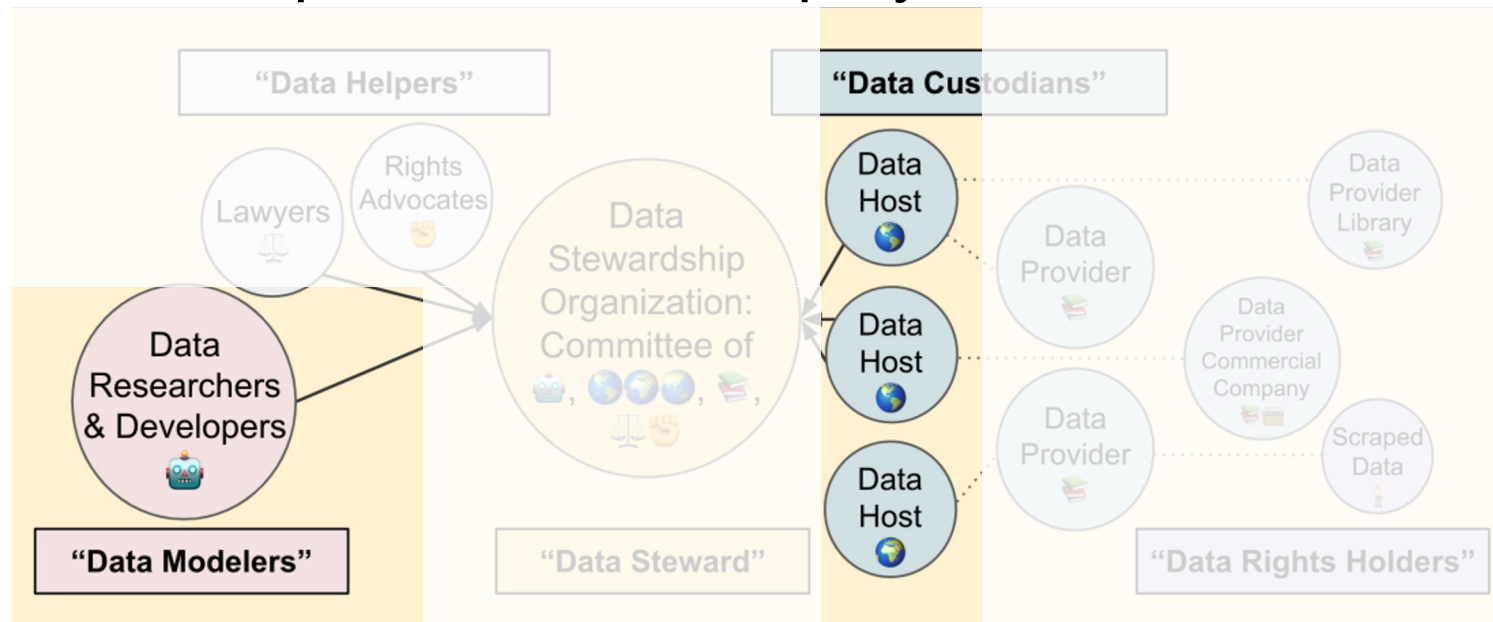 “Data Helpers”
“Data Custodians”
Rights
Advocates
Lawyers
Data
Stewardship
Organization:
Committee of
🤖, 🌎🌍🌏, 📚,
⚖️✊
Data
Host
🌎
Data
Host
🌎
Data
Host
🌍
Data
Provider
📚
Data
Provider
📚
Data
Provider
Library
📚
Data
Provider
Commercial
Company
Scraped
Data
Data
Researchers
& Developers
🤖
“Data Modelers”
“Data Steward”
“Data Rights Holders”